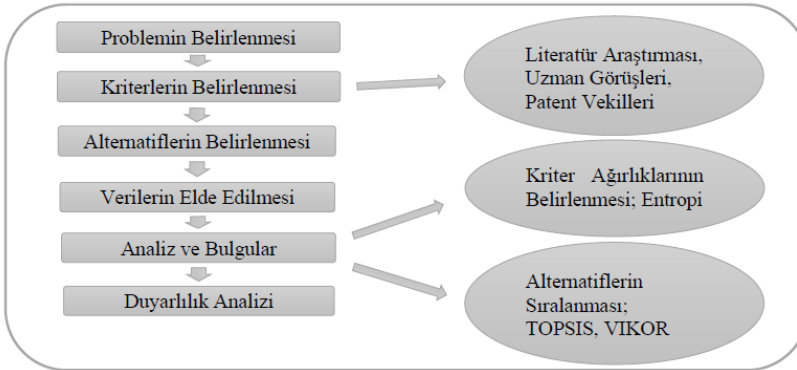 Problemin Belirlenmesi
Kriterlerin Belirlenmesi
Alternatiflerin Belirlenmesi
Verilerin Elde Edilmesi
Analiz ve Bulgular
Duyarlılık Analizi
Literatür Araştırması,
Uzman Görüşleri,
Patent Vekilleri
Kriter Ağırlıklarının
Belirlenmesi; Entropi
Alternatiflerin
Sıralanması;
TOPSIS, VIKOR